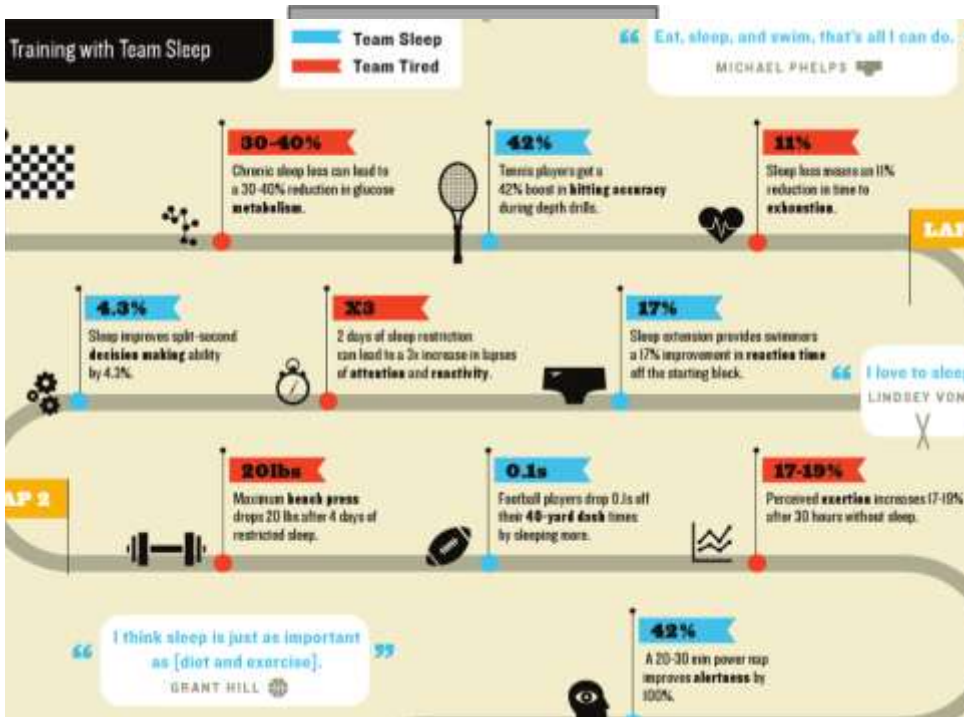 Training with Team Sleep
Team Sleep
Team Tired
Eat, sleep, and swim, that's all I can do.
MICHAEL PHELPS
30-40%
Chronic sleep loss can lead to
a 30-40% reduction in glucose
metabolism.
42%
Tennis players get a
42% boost in hitting accuracy
during depth drills.
11%
Sleep loss means an 11%
reduction in time to
exhaustion.
LAP
4.3%
Sleep improves split-second
decision making ability
by 4.3%.
X3
2 days of sleep restriction
can lead to a 3x increase in lapses
of attention and reactivity.
17%
Sleep extension provides swimmers
a 17% improvement in reaction time
off the starting block.
I love to sleep
LINDSEY VON
AP 2
20lbs
Maximum bench press
drops 20 lbs after 4 days of
restricted sleep.
0.1s
Football players drop 0.1s off
their 40-yard dash times
by sleeping more.
17-19%
Perceived exertion increases 17-19%
after 30 hours without sleep.
I think sleep is just as important
as [diet and exercise].
GRANT HILL
42%
A 20-30 min power nap
improves alertness by
100%.